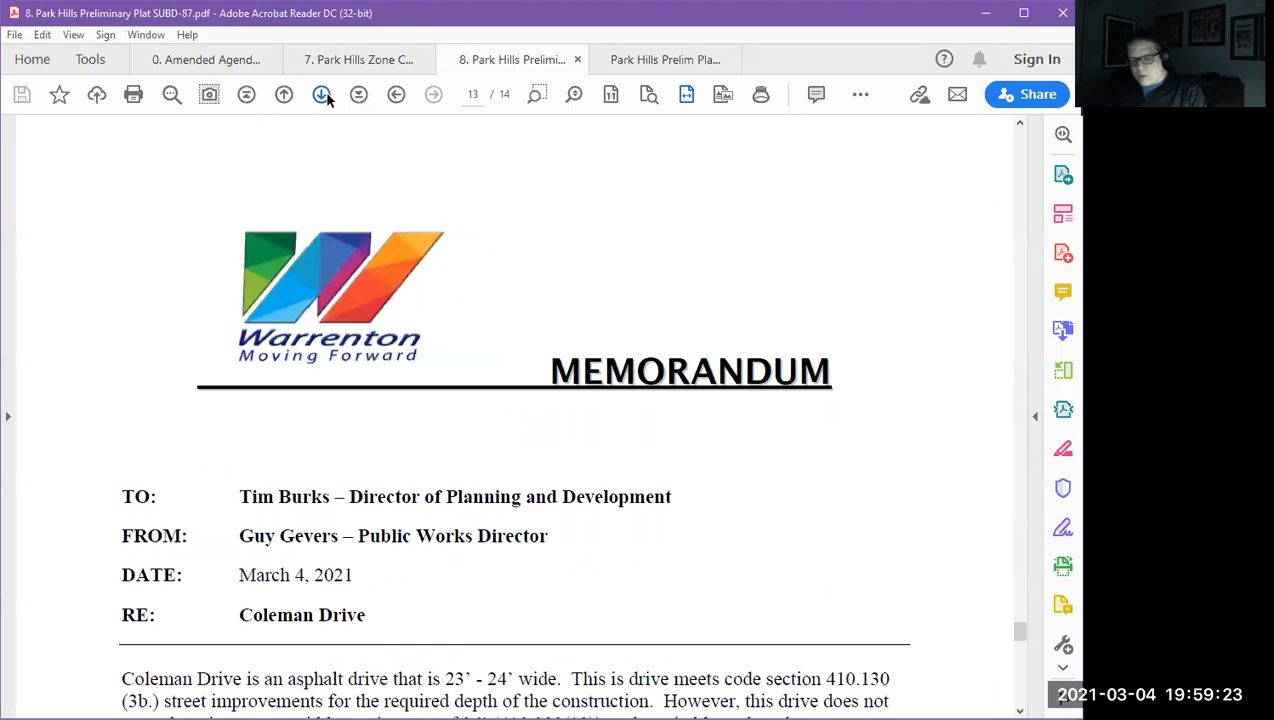 8. Park Hills Preliminary Plat SUBD-87.pdf - Adobe Acrobat Reader DC (32-bit)
File Edit View Sign Window Help
Home Tools 0. Amended Agend... 7. Park Hills Zone C... 8. Park Hills Prelimi... × Park Hills Prelim Pla... Sign In
13 / 14 Share
Warrenton
Moving Forward
MEMORANDUM
TO: Tim Burks – Director of Planning and Development
FROM: Guy Gevers – Public Works Director
DATE: March 4, 2021
RE: Coleman Drive
Coleman Drive is an asphalt drive that is 23’ - 24’ wide. This is drive meets code section 410.130
(3b.) street improvements for the required depth of the construction. However, this drive does not
2021-03-04 19:59:23